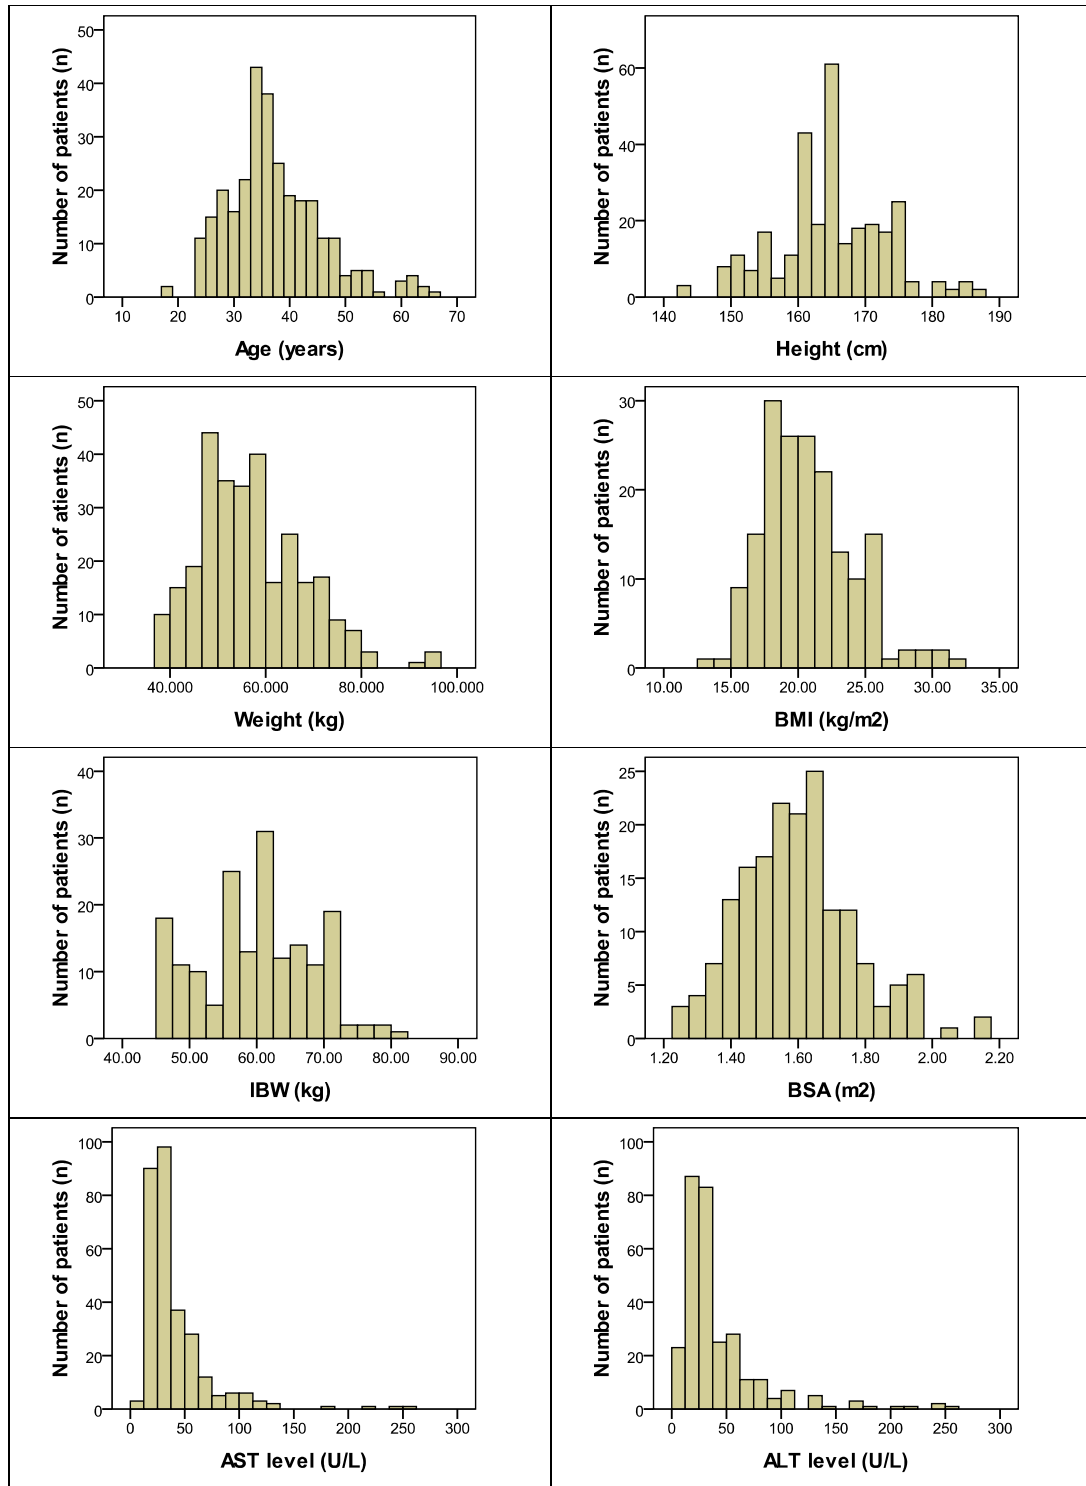 Number of patients (n)
50
40
30
20
10
0
10 20 30 40 50 60 70
Age (years)
Number of patients (n)
60
40
20
0
140 150 160 170 180 190
Height (cm)
Number of atients (n)
50
40
30
20
10
0
40.000 60.000 80.000 100.000
Weight (kg)
Number of patients (n)
30
20
10
0
10.00 15.00 20.00 25.00 30.00 35.00
BMI (kg/m2)
Number of patients (n)
40
30
20
10
0
40.00 50.00 60.00 70.00 80.00 90.00
IBW (kg)
Number of patients (n)
25
20
15
10
5
0
1.20 1.40 1.60 1.80 2.00 2.20
BSA (m2)
Number of patients (n)
100
80
60
40
20
0
0 50 100 150 200 250 300
AST level (U/L)
Number of patients (n)
100
80
60
40
20
0
0 50 100 150 200 250 300
ALT level (U/L)